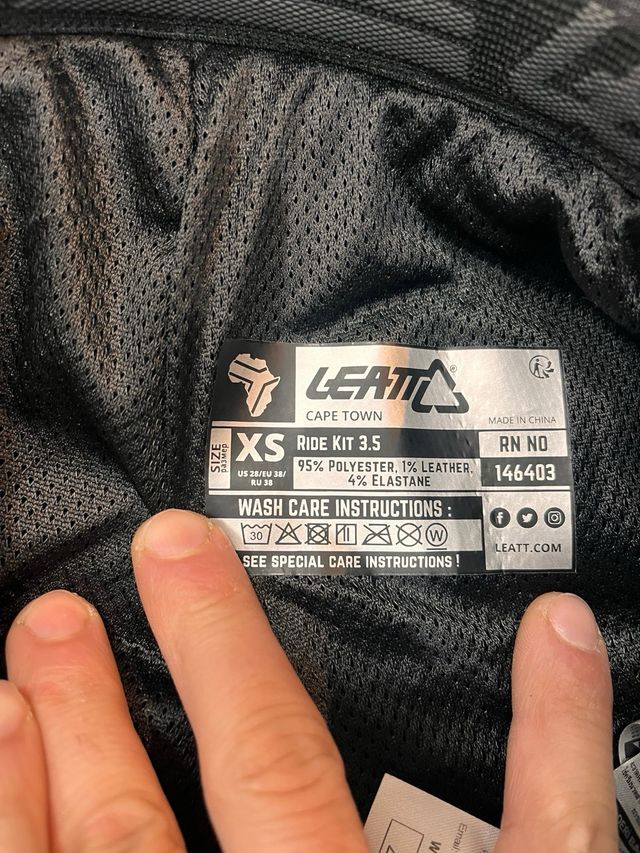 LEATT®
CAPE TOWN
MADE IN CHINA
SIZE
размер
XS
US 28/EU 38/
RU 38
RIDE KIT 3.5
95% POLYESTER, 1% LEATHER,
4% ELASTANE
RN NO
146403
WASH CARE INSTRUCTIONS :
30
W
SEE SPECIAL CARE INSTRUCTIONS !
LEATT.COM
Email